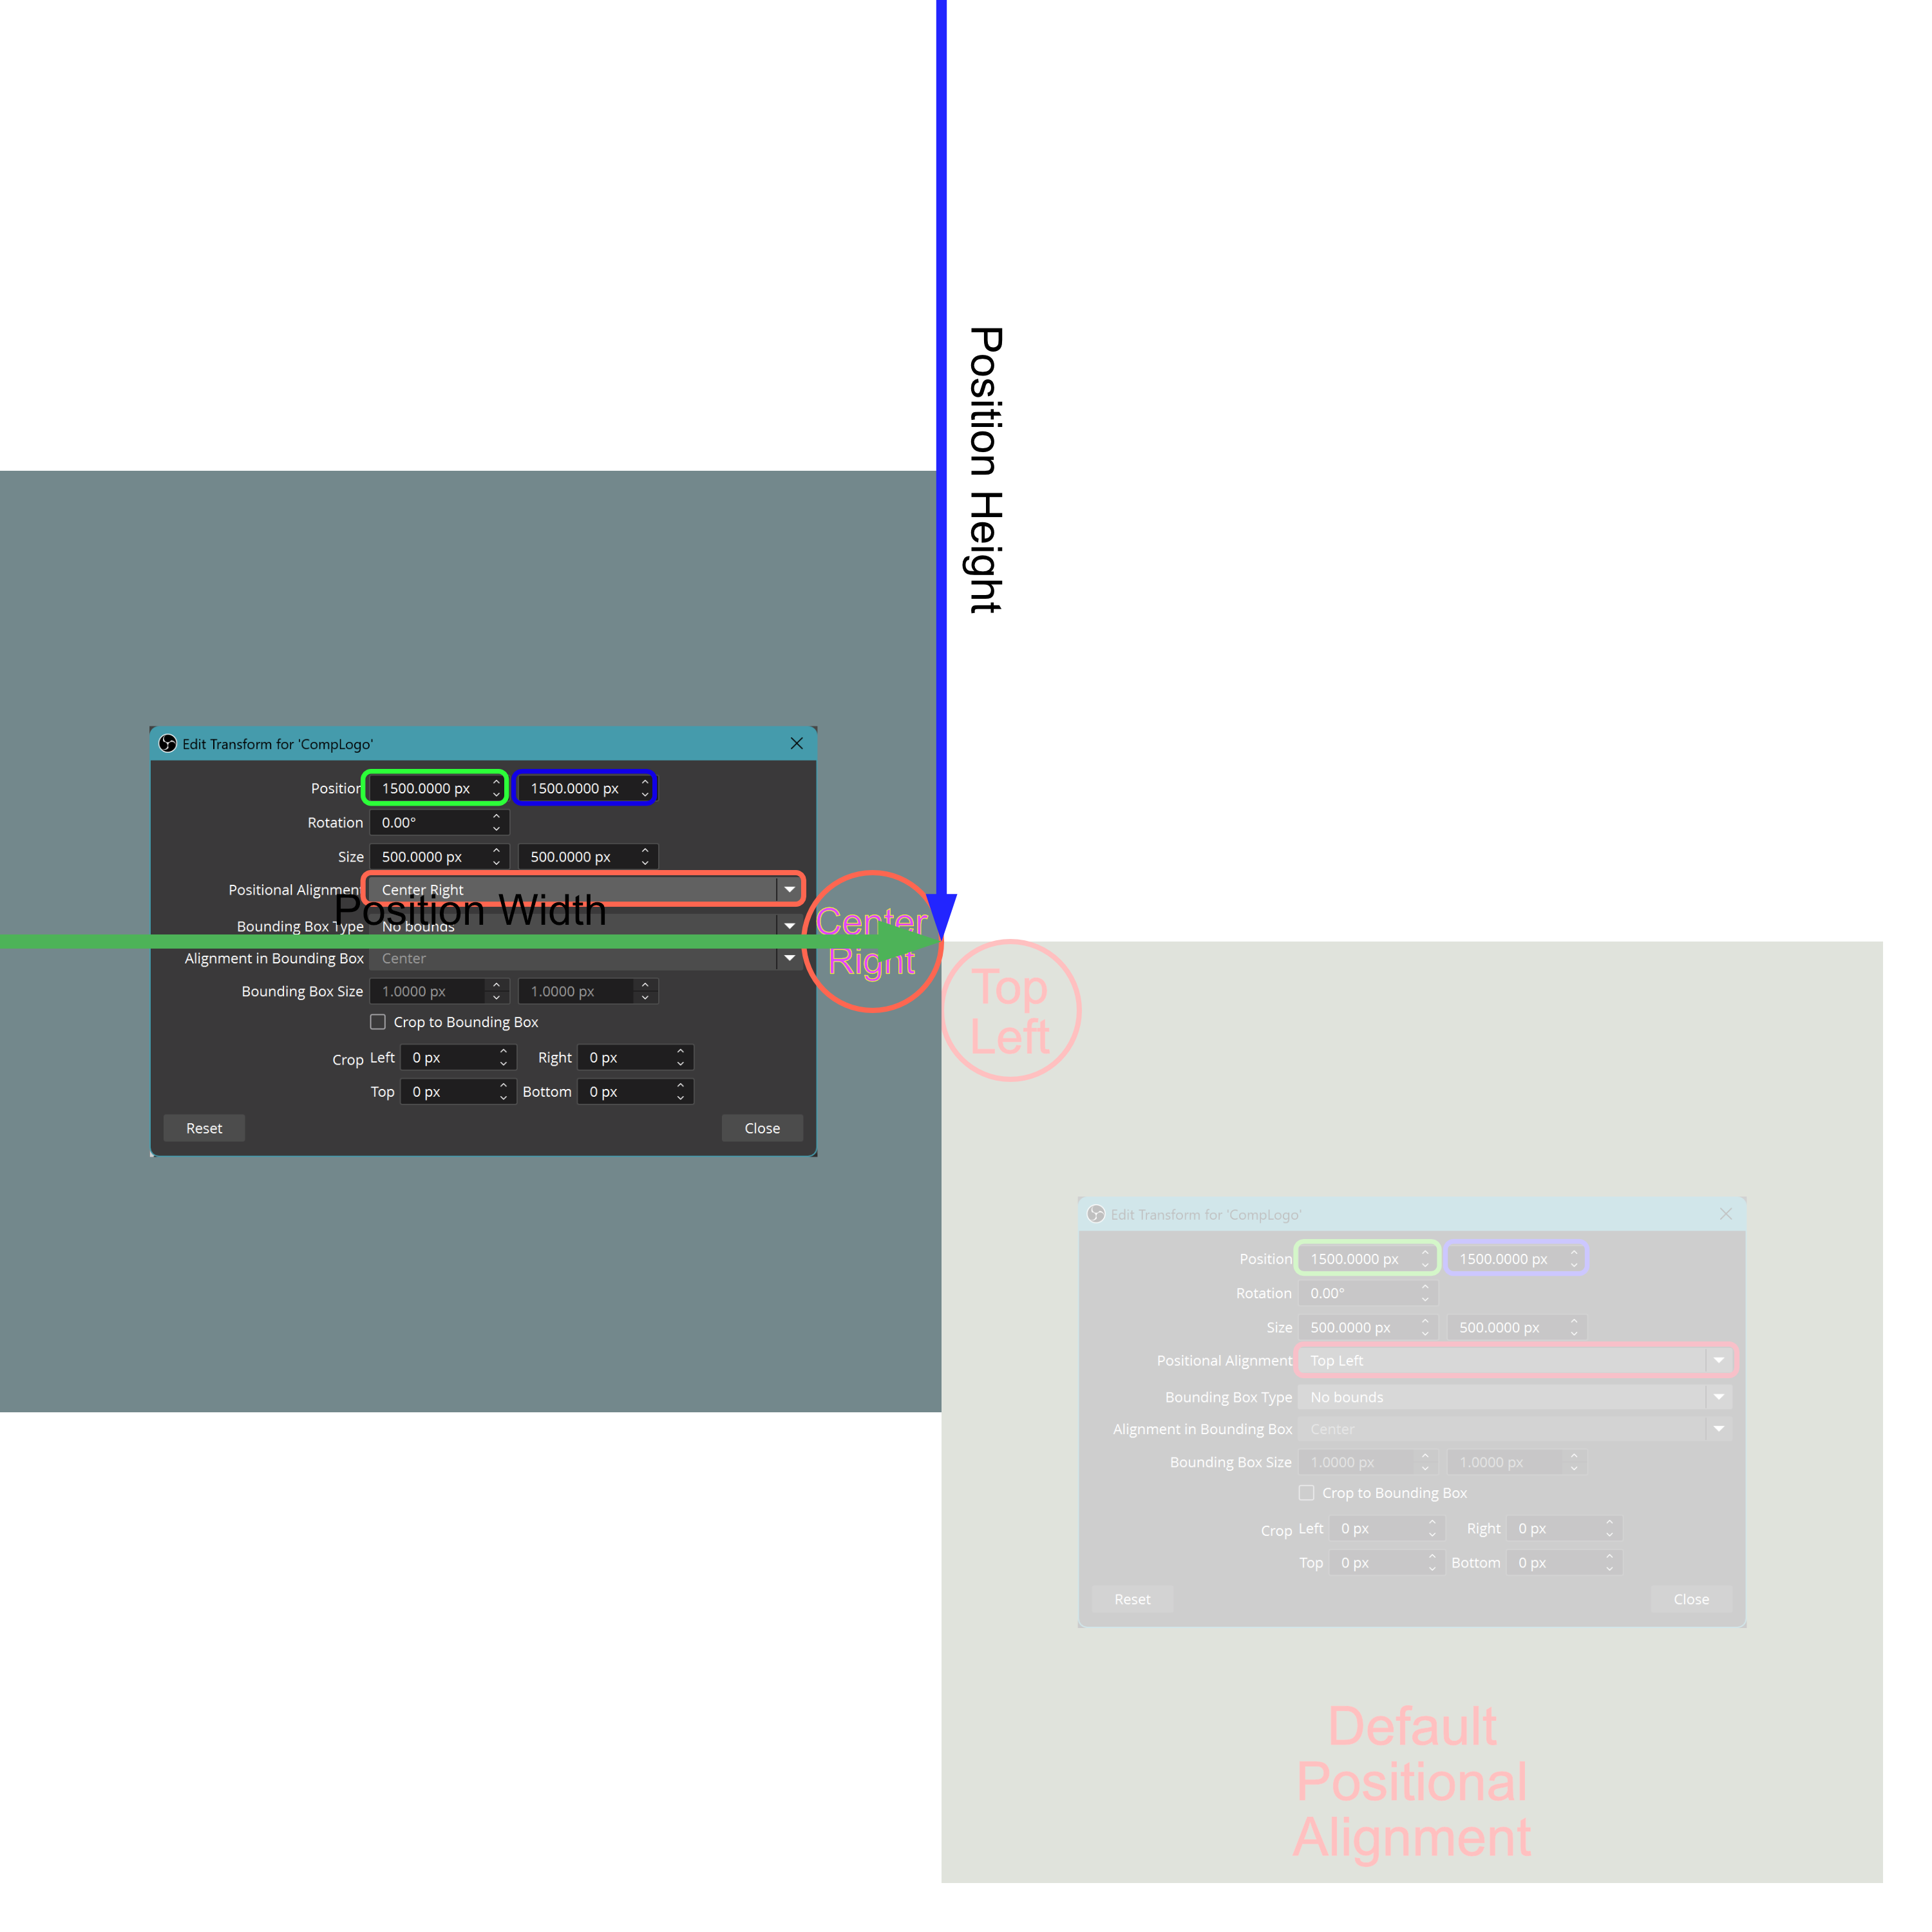 Position Height
Edit Transform for 'CompLogo'
Position 1500.0000 px 1500.0000 px
Rotation 0.00°
Size 500.0000 px 500.0000 px
Positional Alignment Center Right
Position Width
Bounding Box Type No bounds
Alignment in Bounding Box Center
Bounding Box Size 1.0000 px 1.0000 px
Crop to Bounding Box
Crop Left 0 px Right 0 px
Top 0 px Bottom 0 px
Reset Close
Center
Right
Top
Left
Edit Transform for 'CompLogo'
Position 1500.0000 px 1500.0000 px
Rotation 0.00°
Size 500.0000 px 500.0000 px
Positional Alignment Top Left
Bounding Box Type No bounds
Alignment in Bounding Box Center
Bounding Box Size 1.0000 px 1.0000 px
Crop to Bounding Box
Crop Left 0 px Right 0 px
Top 0 px Bottom 0 px
Reset Close
Default
Positional
Alignment